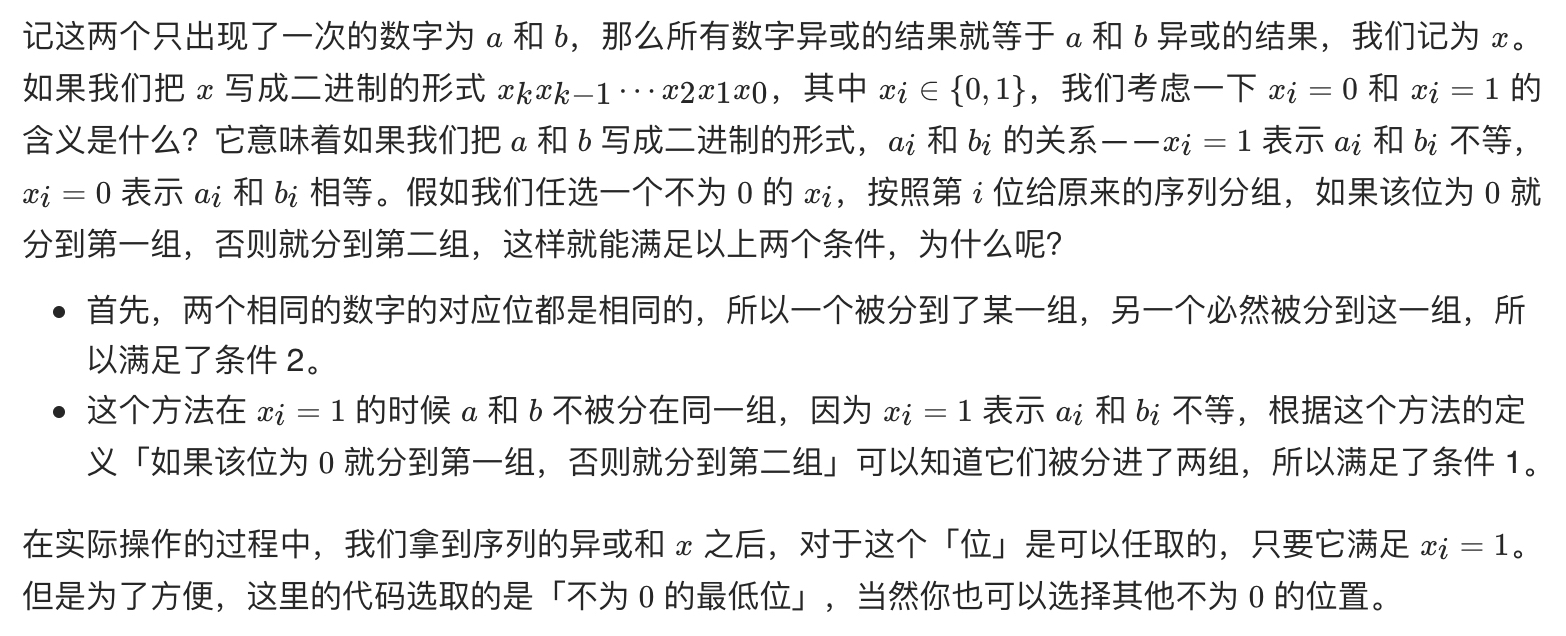 记这两个只出现了一次的数字为 a 和 b，那么所有数字异或的结果就等于 a 和 b 异或的结果，我们记为 x。
如果我们把 x 写成二进制的形式 xkxk−1⋯x2x1x0，其中 xi∈{0,1}，我们考虑一下 xi=0 和 xi=1 的
含义是什么？它意味着如果我们把 a 和 b 写成二进制的形式，ai 和 bi 的关系——xi=1 表示 ai 和 bi 不等，
xi=0 表示 ai 和 bi 相等。假如我们任选一个不为 0 的 xi，按照第 i 位给原来的序列分组，如果该位为 0 就
分到第一组，否则就分到第二组，这样就能满足以上两个条件，为什么呢？
• 首先，两个相同的数字的对应位都是相同的，所以一个被分到了某一组，另一个必然被分到这一组，所
以满足了条件 2。
• 这个方法在 xi=1 的时候 a 和 b 不被分在同一组，因为 xi=1 表示 ai 和 bi 不等，根据这个方法的定
义「如果该位为 0 就分到第一组，否则就分到第二组」可以知道它们被分进了两组，所以满足了条件 1。
在实际操作的过程中，我们拿到序列的异或和 x 之后，对于这个「位」是可以任取的，只要它满足 xi=1。
但是为了方便，这里的代码选取的是「不为 0 的最低位」，当然你也可以选择其他不为 0 的位置。